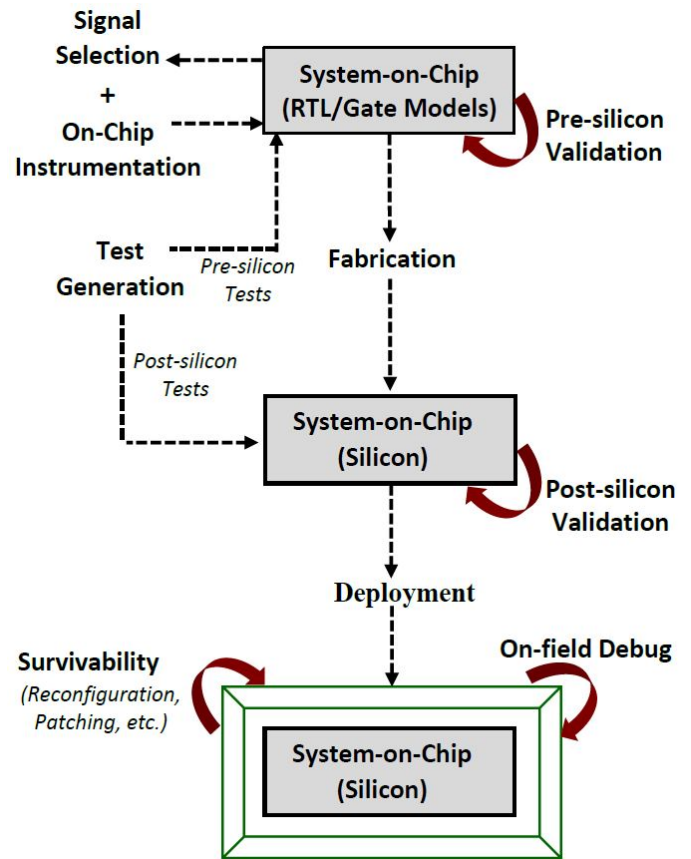 Signal
Selection
+
On-Chip
Instrumentation
System-on-Chip
(RTL/Gate Models)
Pre-silicon
Validation
Test
Generation
Pre-silicon
Tests
Fabrication
Post-silicon
Tests
System-on-Chip
(Silicon)
Post-silicon
Validation
Deployment
Survivability
(Reconfiguration,
Patching, etc.)
On-field Debug
System-on-Chip
(Silicon)